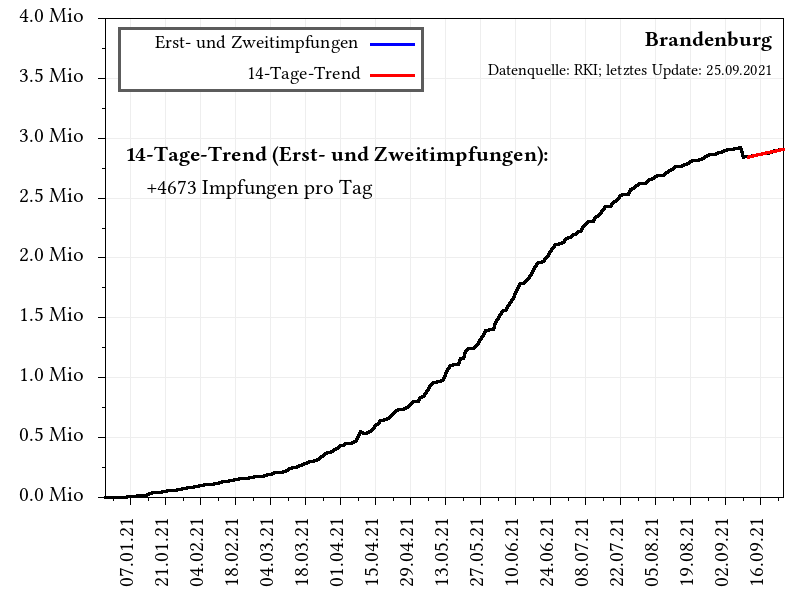 4.0 Mio
3.5 Mio
3.0 Mio
2.5 Mio
2.0 Mio
1.5 Mio
1.0 Mio
0.5 Mio
0.0 Mio
Erst- und Zweitimpfungen
14-Tage-Trend
Brandenburg
Datenquelle: RKI; letztes Update: 25.09.2021
14-Tage-Trend (Erst- und Zweitimpfungen):
+4673 Impfungen pro Tag
07.01.21
21.01.21
04.02.21
18.02.21
04.03.21
18.03.21
01.04.21
15.04.21
29.04.21
13.05.21
27.05.21
10.06.21
24.06.21
08.07.21
22.07.21
05.08.21
19.08.21
02.09.21
16.09.21